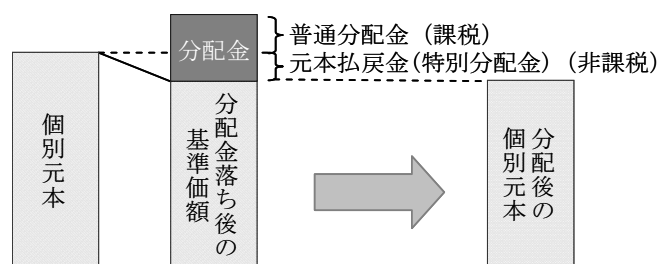 分配金
普通分配金（課税）
元本払戻金（特別分配金）（非課税）
個別元本
分配金落ち後の
基準価額
分配後の
個別元本